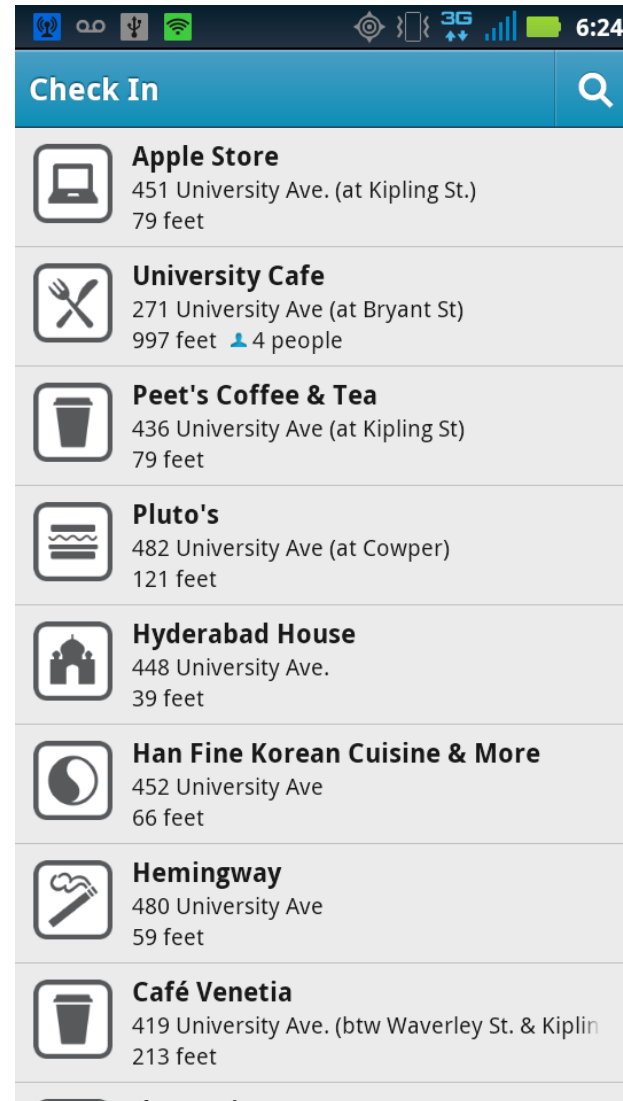 3G
6:24
Check In
Apple Store
451 University Ave. (at Kipling St.)
79 feet
University Cafe
271 University Ave (at Bryant St)
997 feet 4 people
Peet's Coffee & Tea
436 University Ave (at Kipling St)
79 feet
Pluto's
482 University Ave (at Cowper)
121 feet
Hyderabad House
448 University Ave.
39 feet
Han Fine Korean Cuisine & More
452 University Ave
66 feet
Hemingway
480 University Ave
59 feet
Café Venetia
419 University Ave. (btw Waverley St. & Kiplin
213 feet